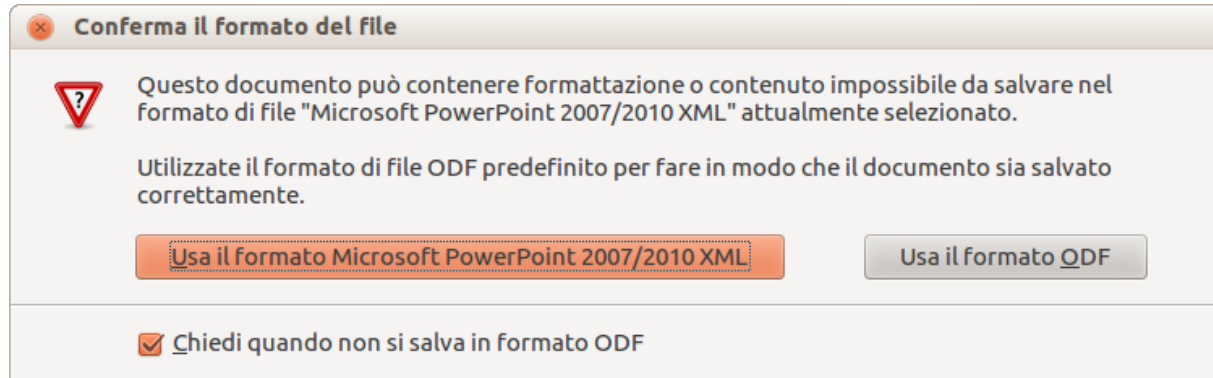 Conferma il formato del file
Questo documento può contenere formattazione o contenuto impossibile da salvare nel
formato di file "Microsoft PowerPoint 2007/2010 XML" attualmente selezionato.
Utilizzate il formato di file ODF predefinito per fare in modo che il documento sia salvato
correttamente.
Usa il formato Microsoft PowerPoint 2007/2010 XML
Usa il formato ODF
Chiedi quando non si salva in formato ODF